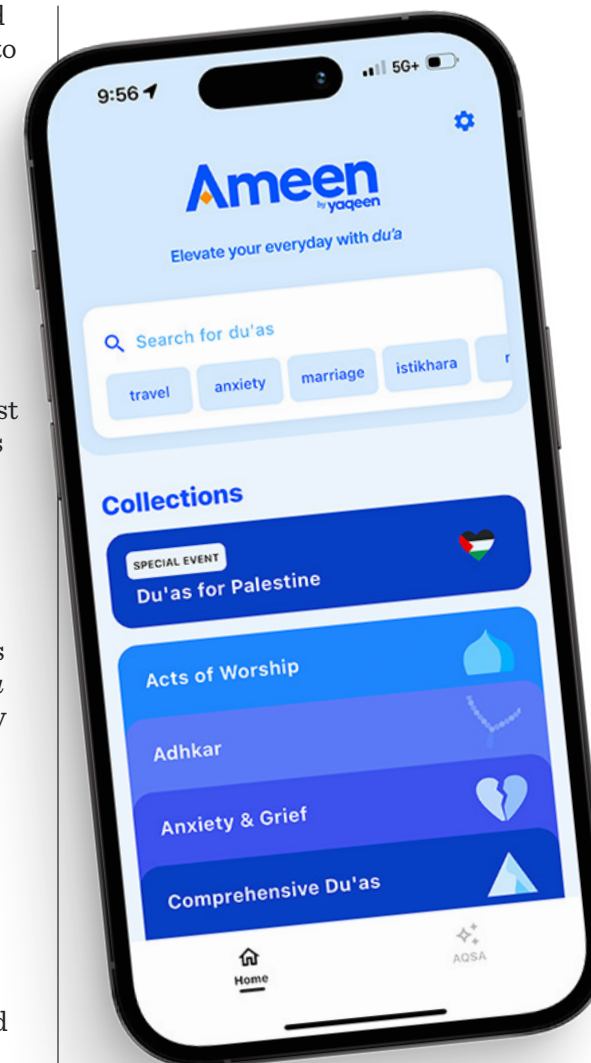 9:56
5G+
Ameen
by yaqeen
Elevate your everyday with du'a
Search for du'as
travel anxiety marriage istikhara
Collections
SPECIAL EVENT
Du'as for Palestine
Acts of Worship
Adhkar
Anxiety & Grief
Comprehensive Du'as
Home
AQSA